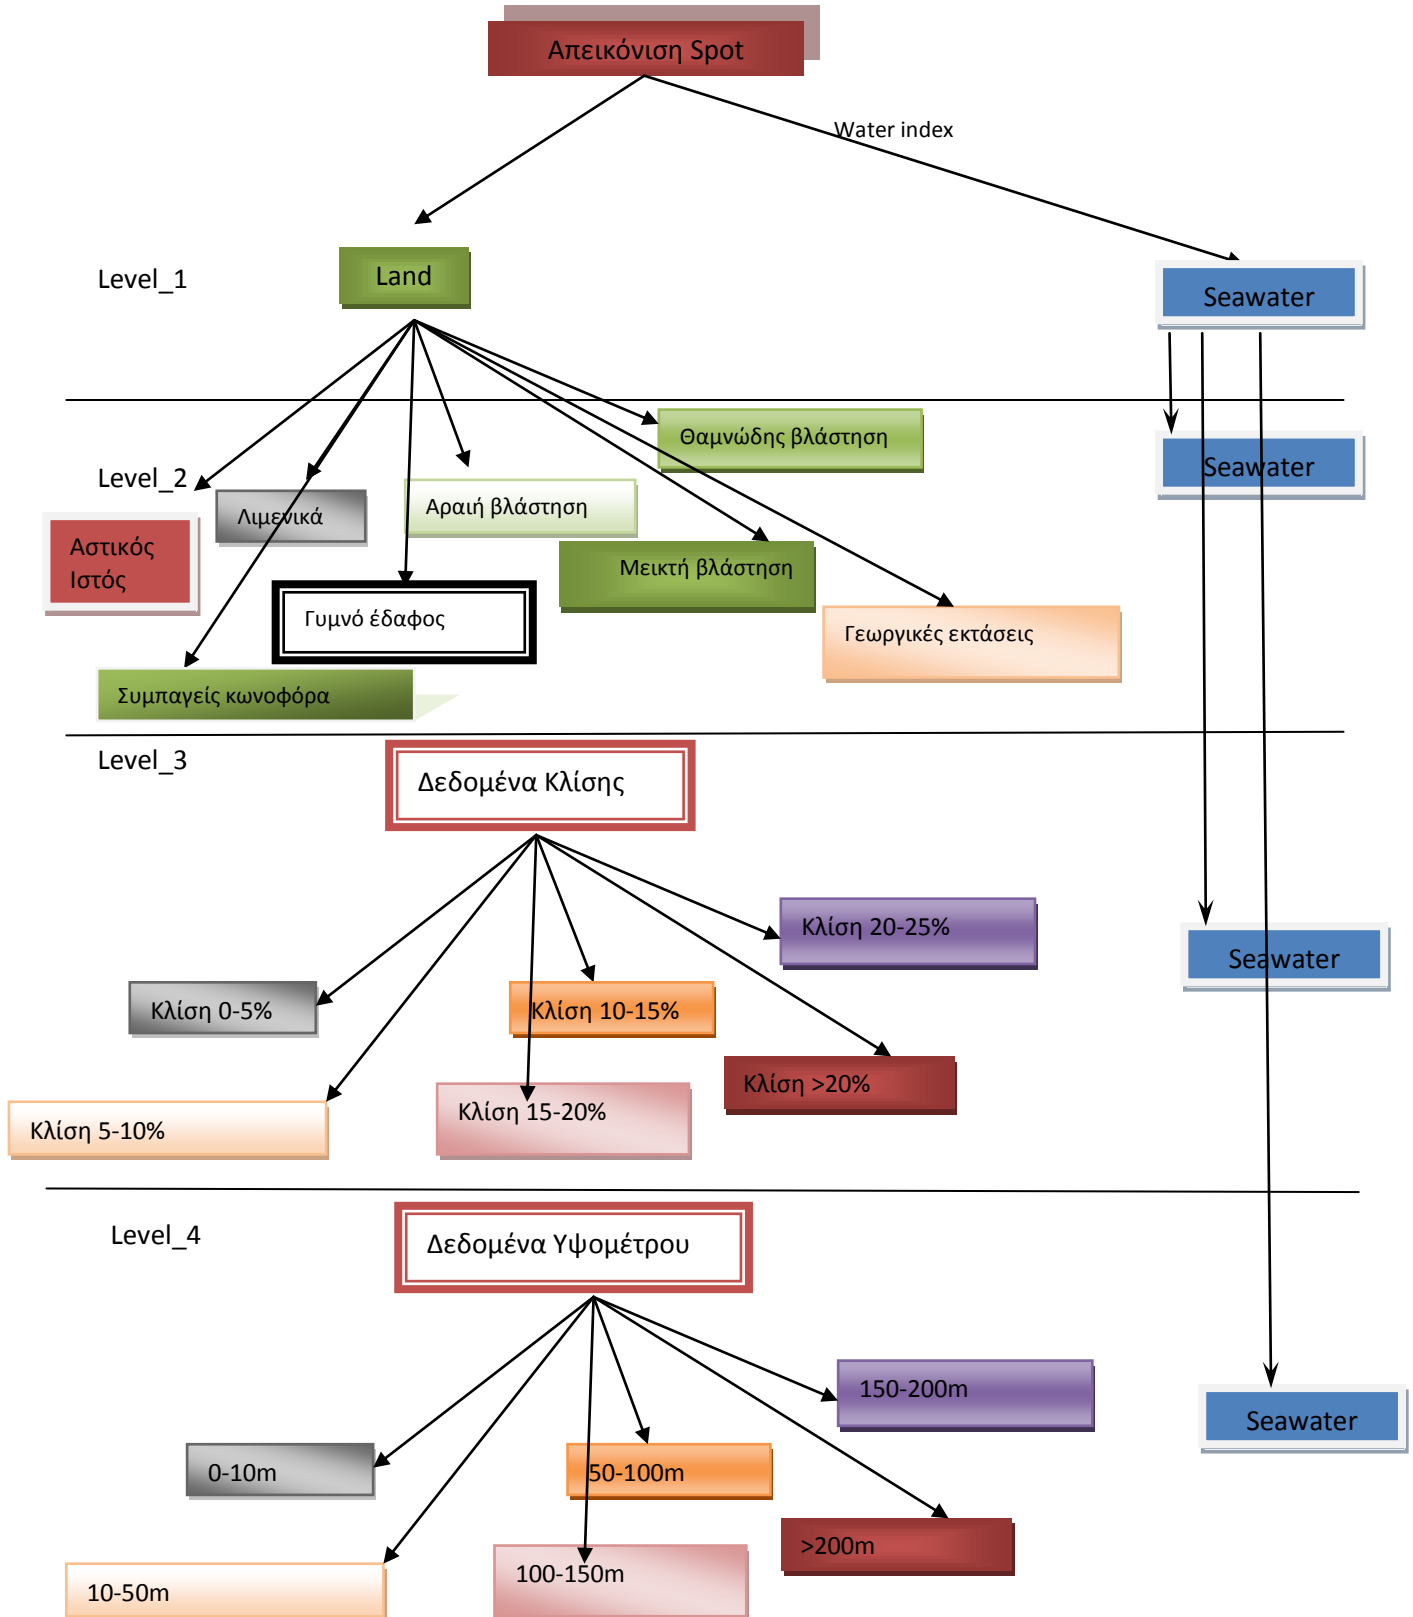 Απεικόνιση Spot
Water index
Level_1
Land
Seawater
Θαμνώδης βλάστηση
Level_2
Seawater
Λιμενικά
Αραιή βλάστηση
Αστικός
Ιστός
Μεικτή βλάστηση
Γυμνό έδαφος
Γεωργικές εκτάσεις
Συμπαγείς κωνοφόρα
Level_3
Δεδομένα Κλίσης
Κλίση 20-25%
Seawater
Κλίση 0-5%
Κλίση 10-15%
Κλίση >20%
Κλίση 15-20%
Κλίση 5-10%
Level_4
Δεδομένα Υψομέτρου
150-200m
Seawater
0-10m
50-100m
>200m
100-150m
10-50m